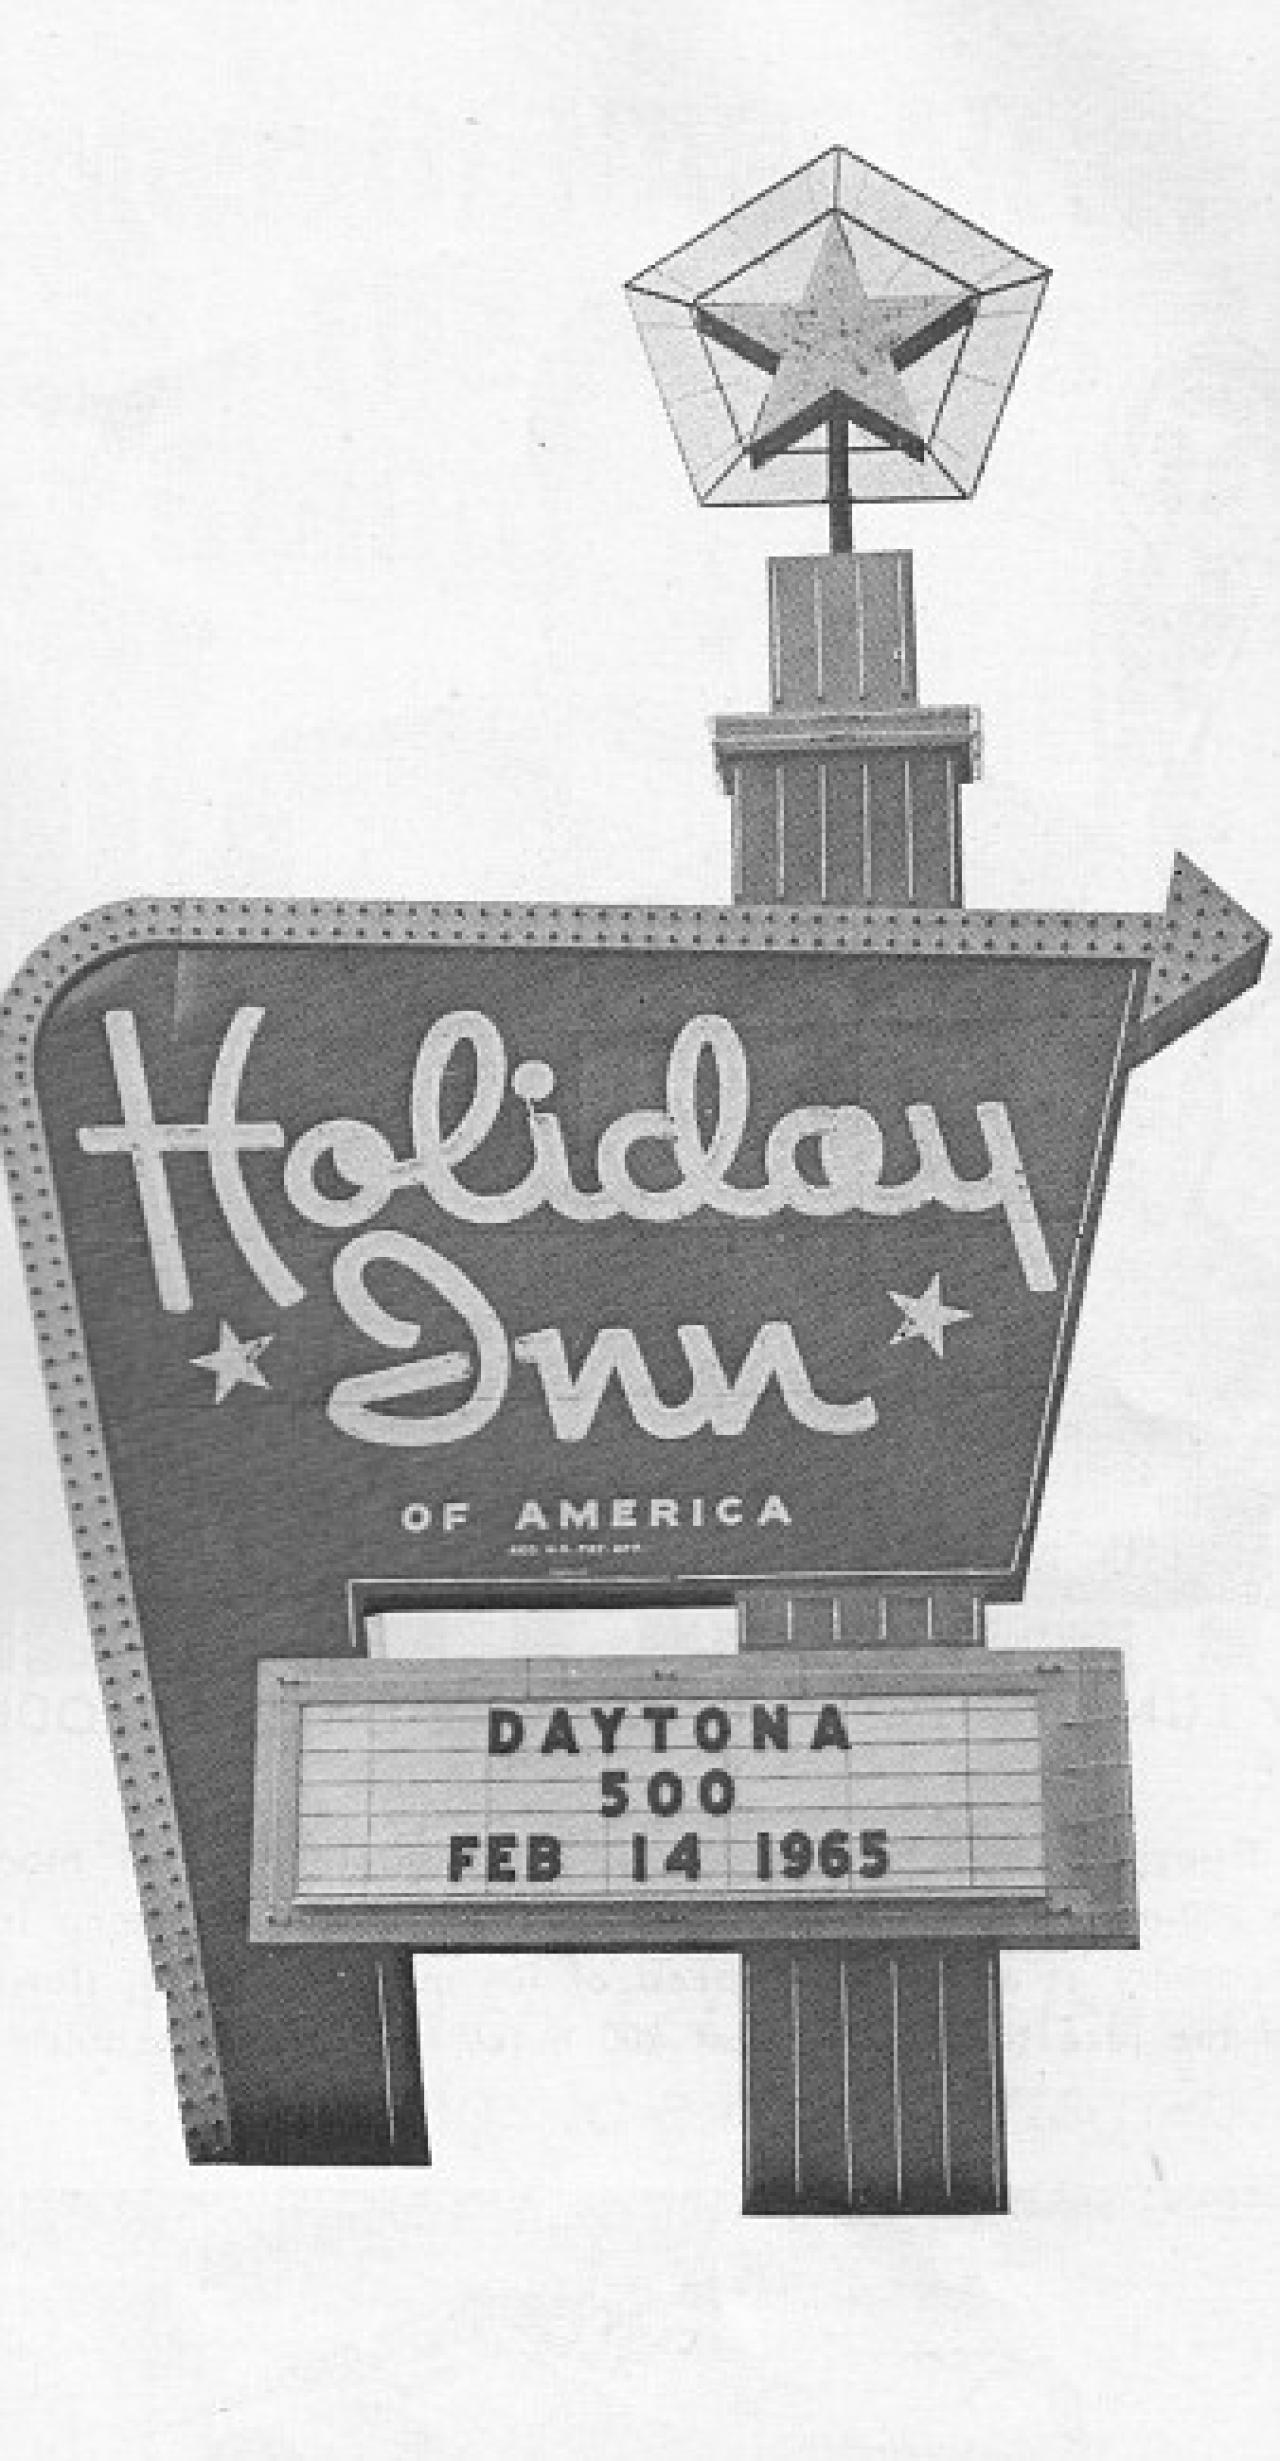 Holiday
Inn
OF AMERICA
DAYTONA
500
FEB 14 1965